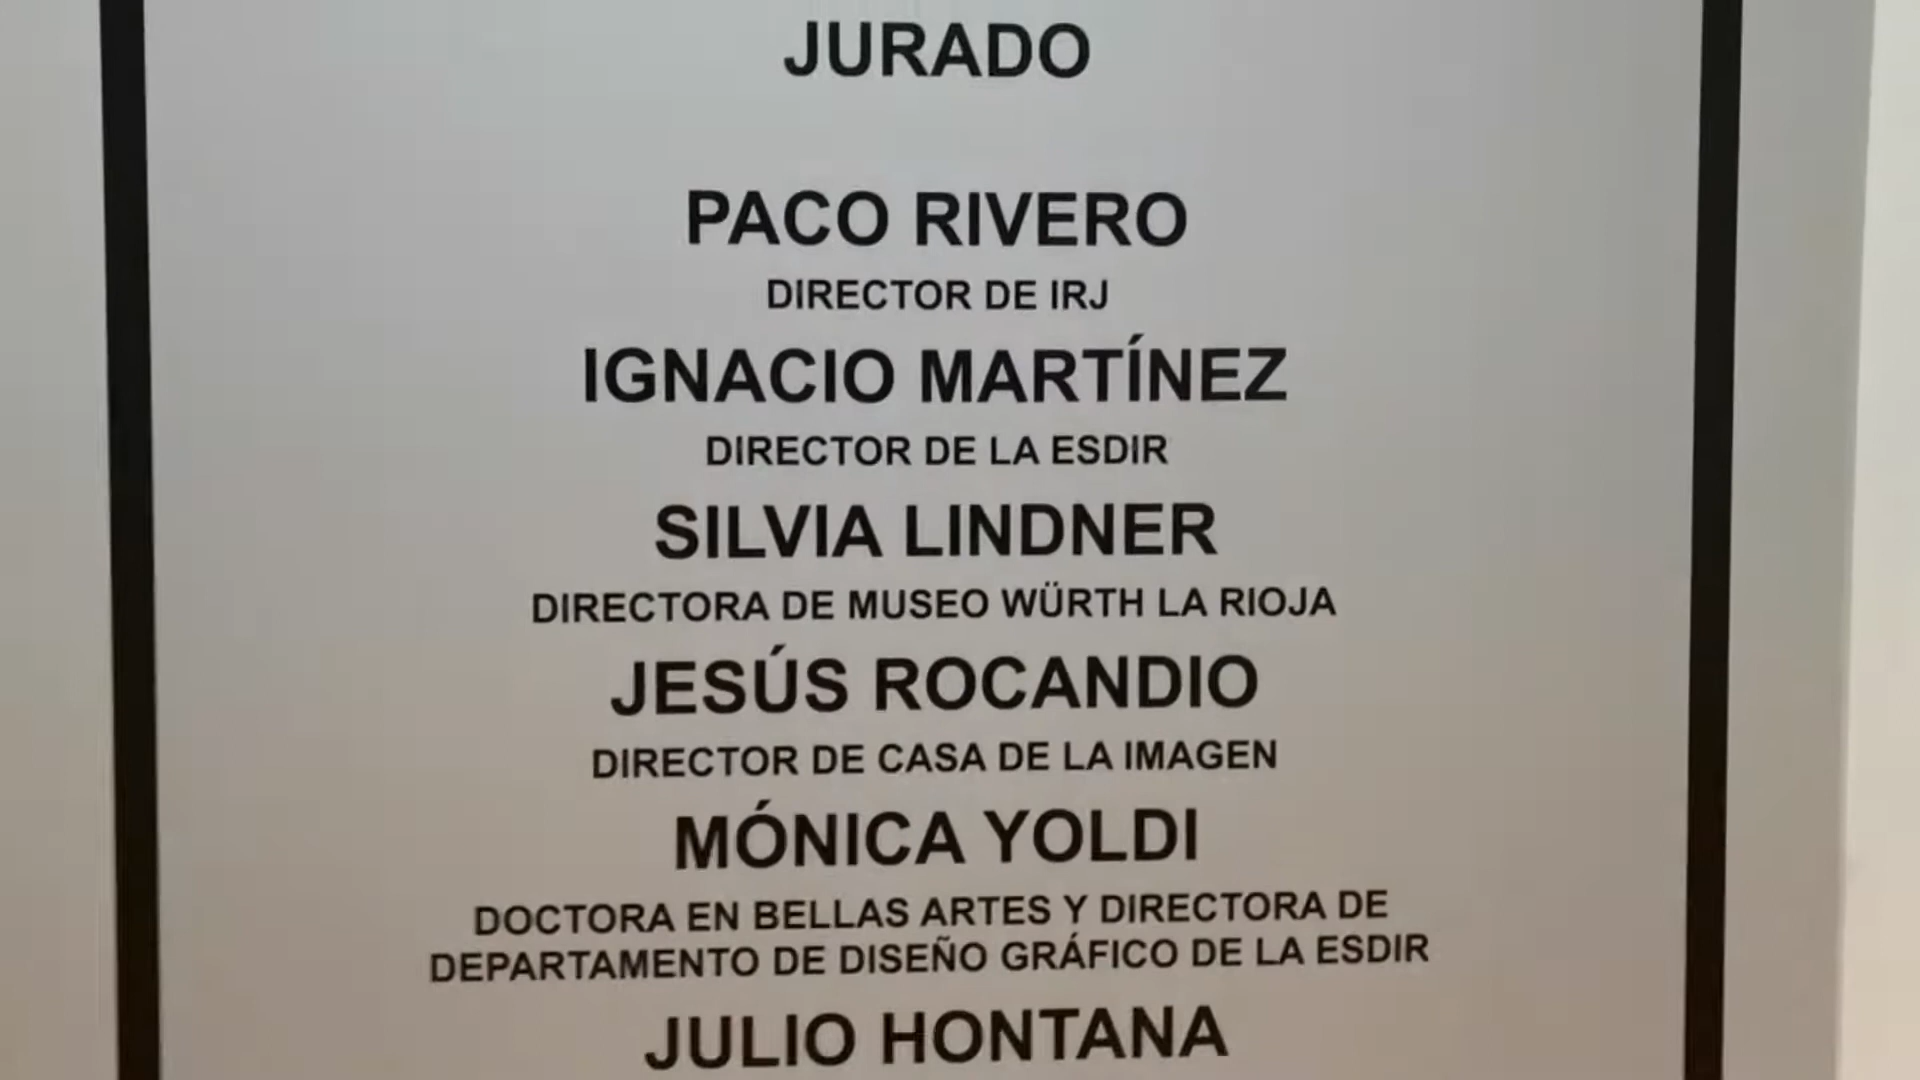 JURADO
PACO RIVERO
DIRECTOR DE IRJ
IGNACIO MARTÍNEZ
DIRECTOR DE LA ESDIR
SILVIA LINDNER
DIRECTORA DE MUSEO WÜRTH LA RIOJA
JESÚS ROCANDIO
DIRECTOR DE CASA DE LA IMAGEN
MÓNICA YOLDI
DOCTORA EN BELLAS ARTES Y DIRECTORA DE
DEPARTAMENTO DE DISEÑO GRÁFICO DE LA ESDIR
JULIO HONTANA